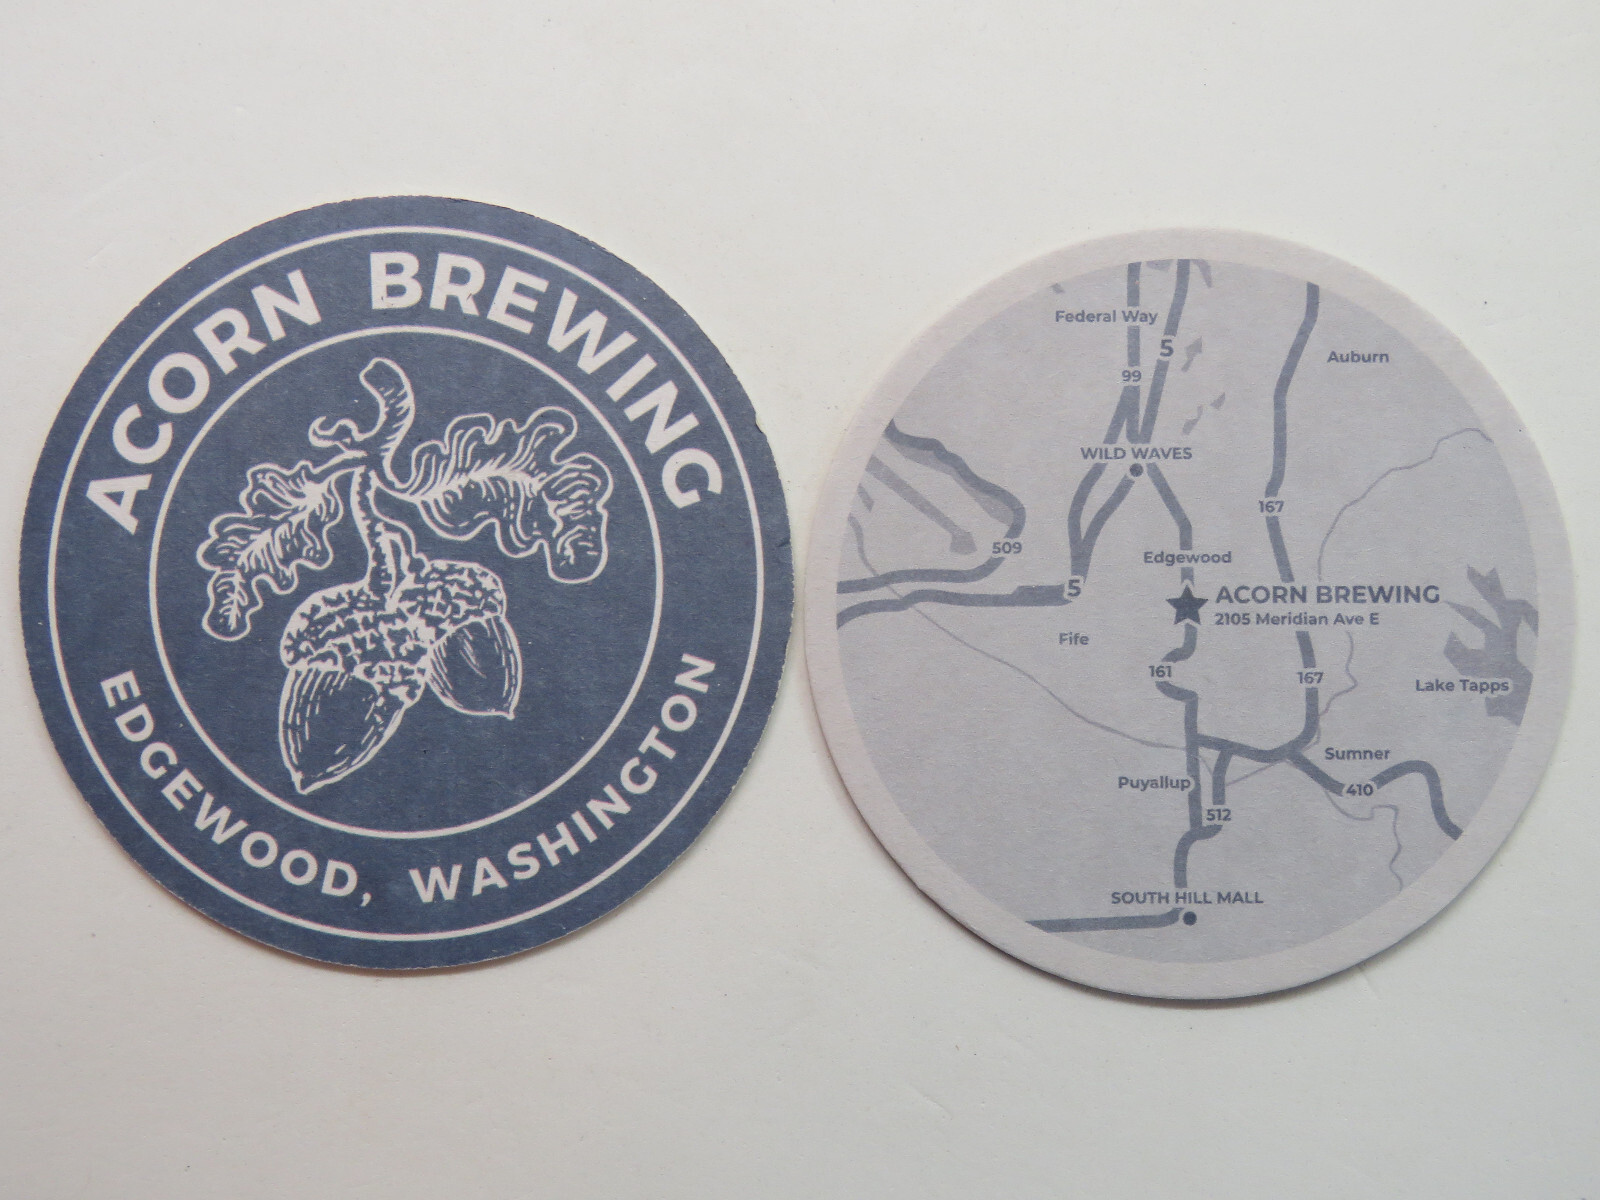 ACORN BREWING
EDGEWOOD, WASHINGTON
Federal Way
5
Auburn
99
WILD WAVES
167
509
Edgewood
5
ACORN BREWING
2105 Meridian Ave E
Fife
161
167
Lake Tapps
Sumner
Puyallup
410
512
SOUTH HILL MALL